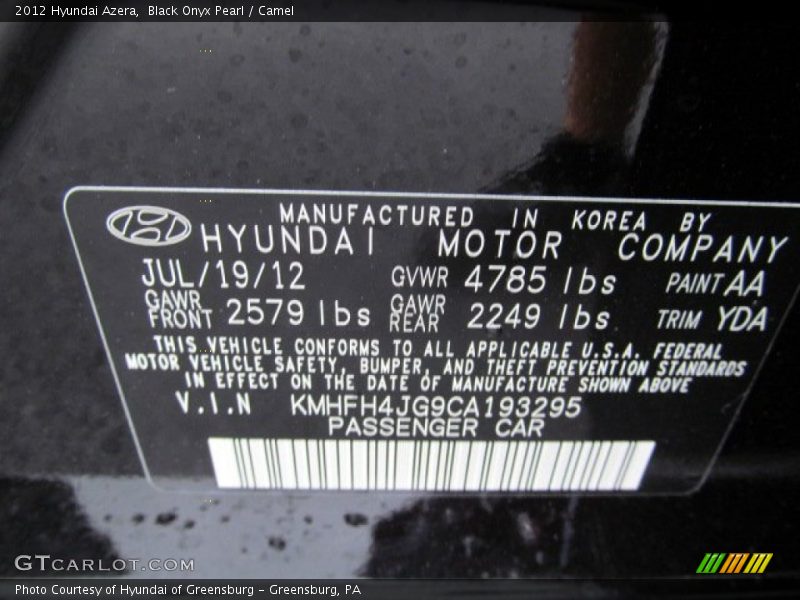 2012 Hyundai Azera, Black Onyx Pearl / Camel
MANUFACTURED IN KOREA BY
HYUNDAI MOTOR COMPANY
JUL/19/12 GVWR 4785 lbs PAINT AA
GAWR FRONT 2579 lbs GAWR REAR 2249 lbs TRIM YDA
THIS VEHICLE CONFORMS TO ALL APPLICABLE U.S.A. FEDERAL
MOTOR VEHICLE SAFETY, BUMPER, AND THEFT PREVENTION STANDARDS
IN EFFECT ON THE DATE OF MANUFACTURE SHOWN ABOVE
V.I.N KMHFH4JG9CA193295
PASSENGER CAR
GTCARLOT.COM
Photo Courtesy of Hyundai of Greensburg - Greensburg, PA